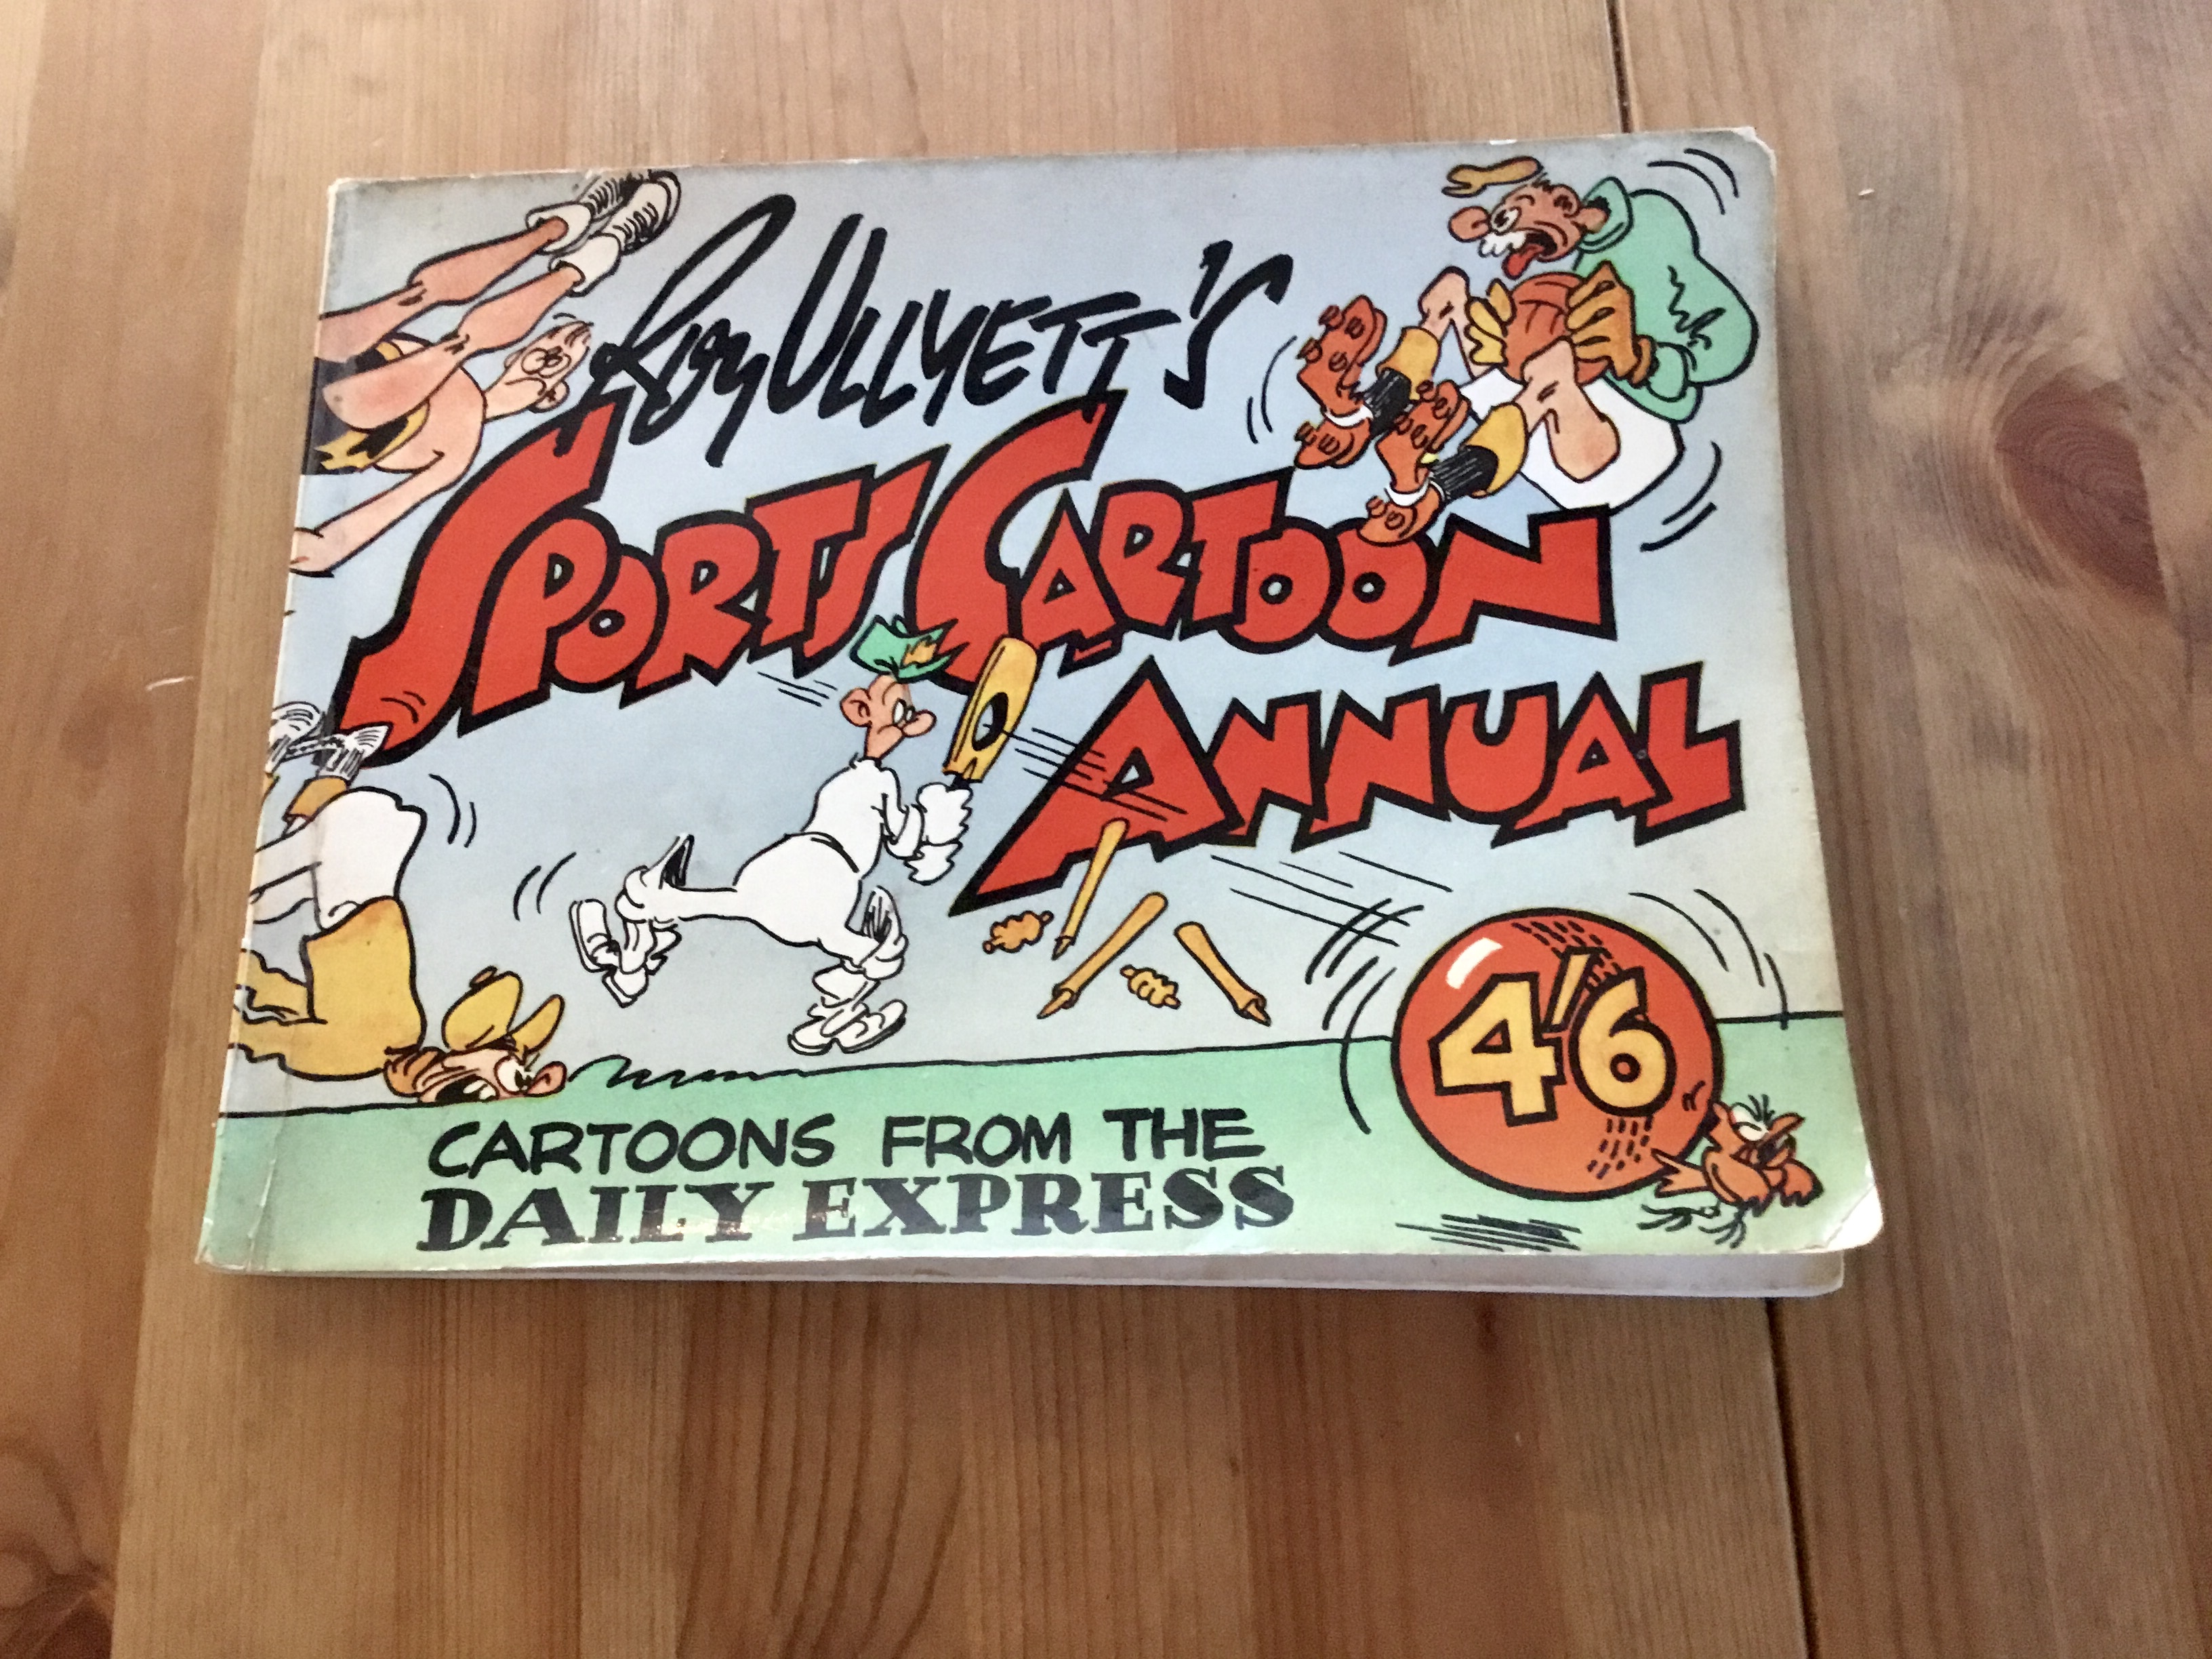 Roy Ullyett's
Sports Cartoon
Annual
4'6
CARTOONS FROM THE
DAILY EXPRESS